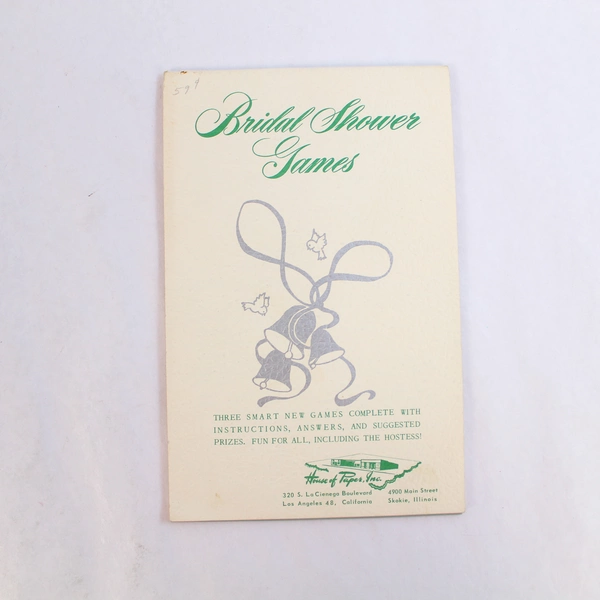 599
Bridal Shower
Games
THREE SMART NEW GAMES COMPLETE WITH
INSTRUCTIONS, ANSWERS, AND SUGGESTED
PRIZES. FUN FOR ALL, INCLUDING THE HOSTESS!
House of Paper, Inc.
320 S. La Cienega Boulevard
Los Angeles 48, California
4900 Main Street
Skokie, Illinois